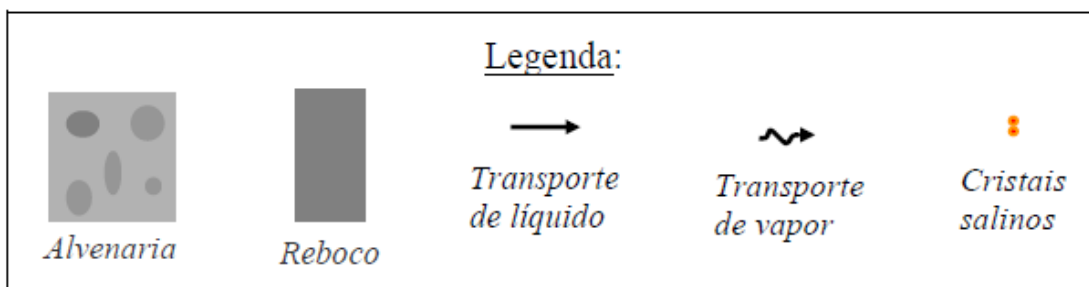 Legenda:
Alvenaria
Reboco
Transporte
de líquido
Transporte
de vapor
Cristais
salinos